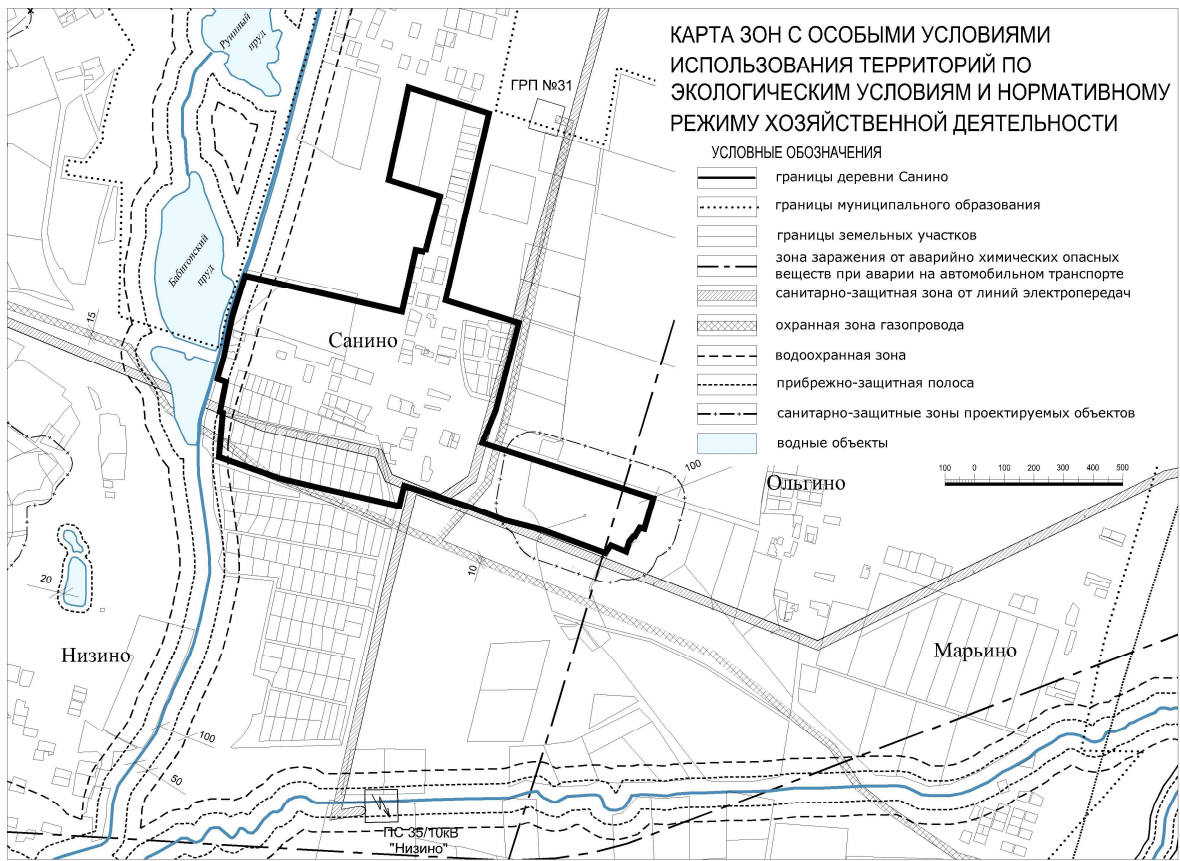 КАРТА ЗОН С ОСОБЫМИ УСЛОВИЯМИ
ИСПОЛЬЗОВАНИЯ ТЕРРИТОРИЙ ПО
ЭКОЛОГИЧЕСКИМ УСЛОВИЯМ И НОРМАТИВНОМУ
РЕЖИМУ ХОЗЯЙСТВЕННОЙ ДЕЯТЕЛЬНОСТИ
УСЛОВНЫЕ ОБОЗНАЧЕНИЯ
границы деревни Санино
границы муниципального образования
границы земельных участков
зона заражения от аварийно химических опасных
веществ при аварии на автомобильном транспорте
санитарно-защитная зона от линий электропередач
охранная зона газопровода
водоохранная зона
прибрежно-защитная полоса
санитарно-защитные зоны проектируемых объектов
водные объекты
100 0 100 200 300 400 500
Руинный
пруд
ГРП №31
Бабигонский
пруд
15
Санино
100
Ольгино
10
20
Низино
Марьино
100
50
ПС 35/10кВ
"Низино"